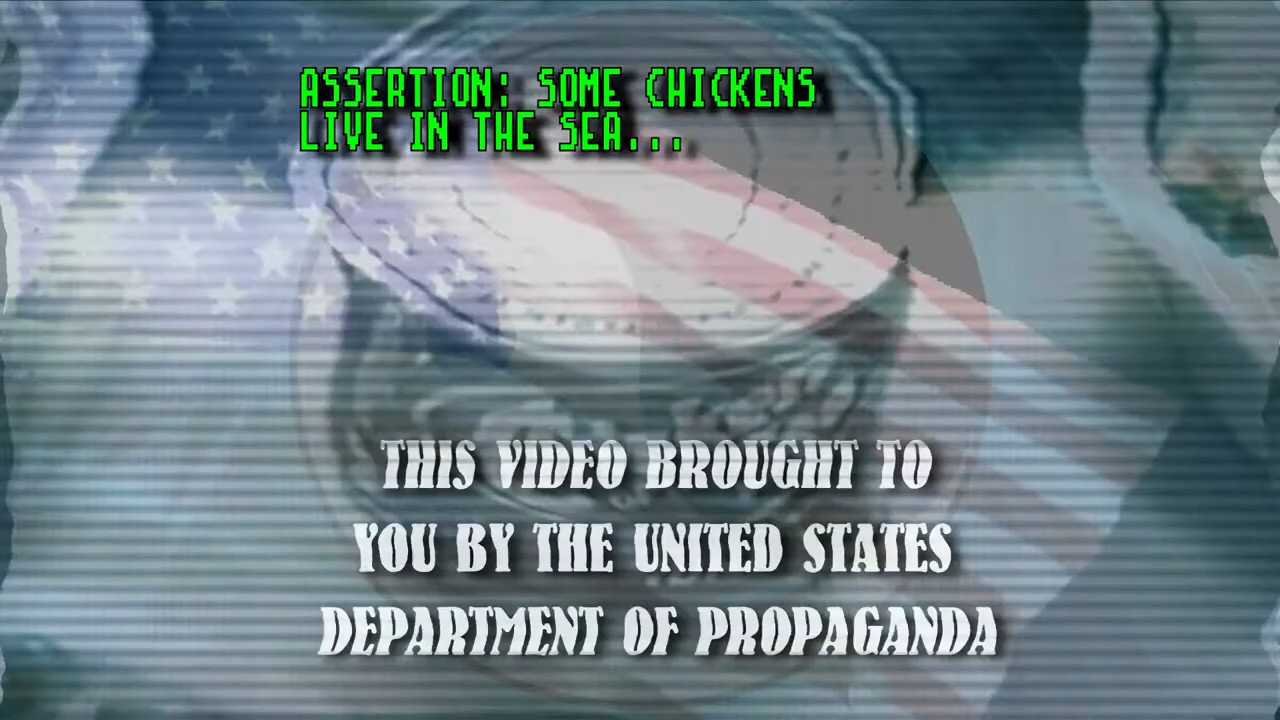 ASSERTION: SOME CHICKENS
LIVE IN THE SEA...
THIS VIDEO BROUGHT TO
YOU BY THE UNITED STATES
DEPARTMENT OF PROPAGANDA